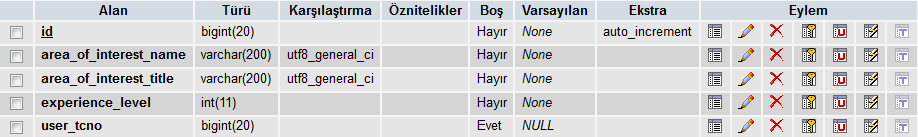 Alan Türü Karşılaştırma Öznitelikler Boş Varsayılan Ekstra Eylem
id bigint(20) Hayır None auto_increment
area_of_interest_name varchar(200) utf8_general_ci Hayır None
area_of_interest_title varchar(200) utf8_general_ci Hayır None
experience_level int(11) Hayır None
user_tcno bigint(20) Evet NULL